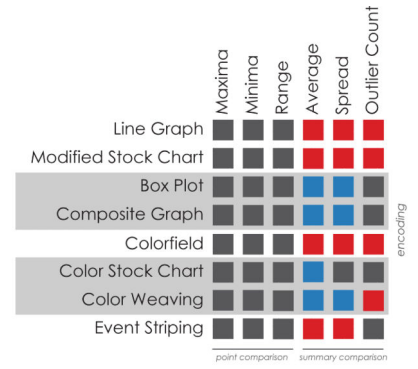 Maxima
Minima
Range
Average
Spread
Outlier Count
Line Graph
Modified Stock Chart
Box Plot
Composite Graph
Colorfield
Color Stock Chart
Color Weaving
Event Striping
encoding
point comparison
summary comparison